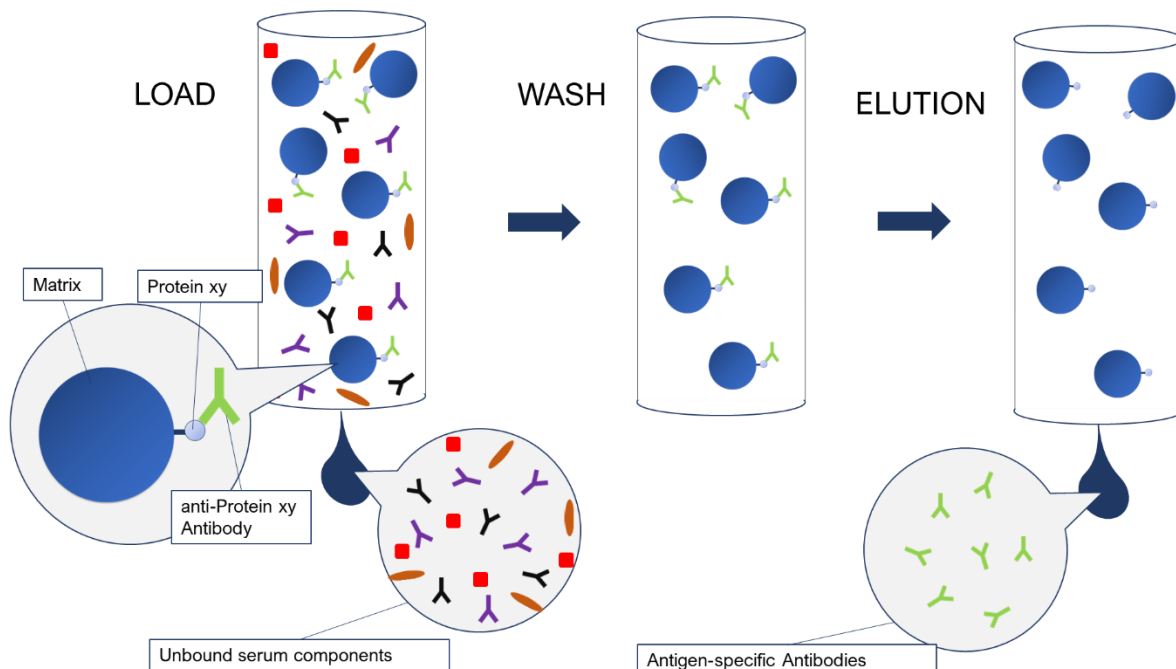 LOAD
WASH
ELUTION
Matrix
Protein xy
anti-Protein xy
Antibody
Unbound serum components
Antigen-specific Antibodies